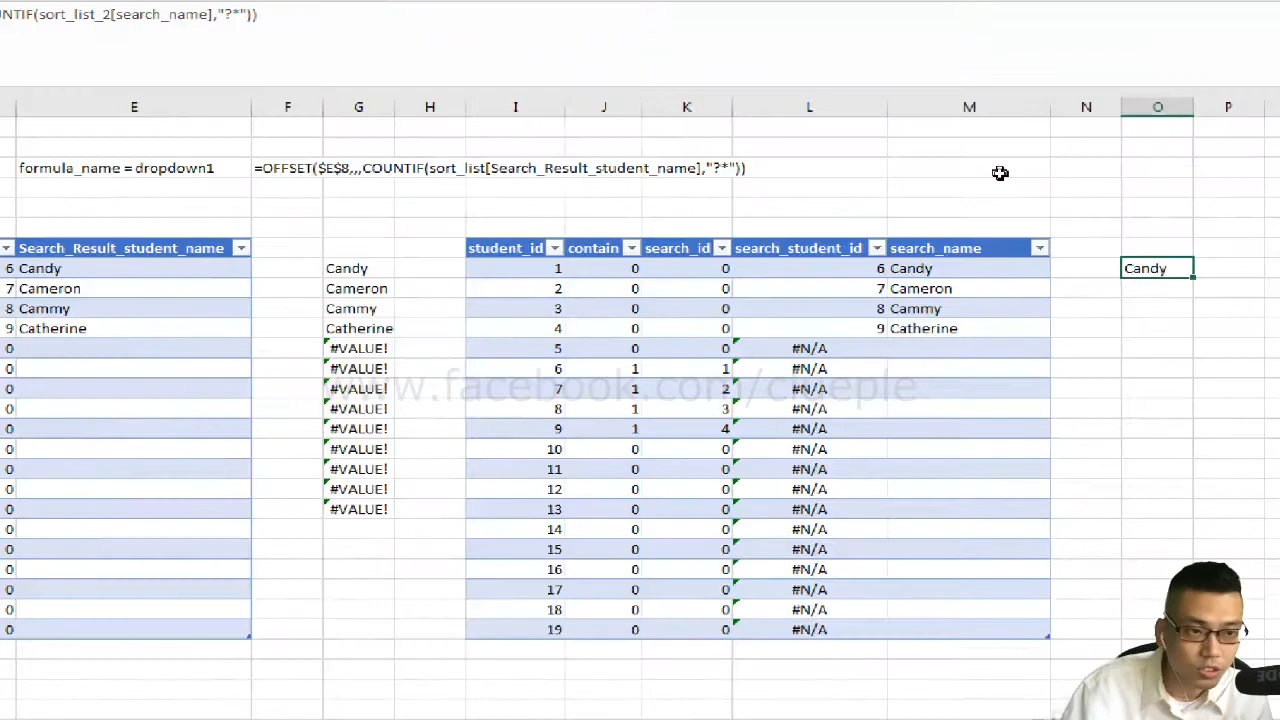 NTIF(sort_list_2[search_name],"?*"))
E F G H I J K L M N O P
formula_name = dropdown1 =OFFSET($E$8,,,COUNTIF(sort_list[Search_Result_student_name],"?*"))
Search_Result_student_name student_id contain search_id search_student_id search_name
6 Candy Candy 1 0 0 6 Candy Candy
7 Cameron Cameron 2 0 0 7 Cameron
8 Cammy Cammy 3 0 0 8 Cammy
9 Catherine Catherine 4 0 0 9 Catherine
0 #VALUE! 5 0 0 #N/A
0 #VALUE! 6 1 1 #N/A
0 #VALUE! 7 1 2 #N/A
0 #VALUE! 8 1 3 #N/A
0 #VALUE! 9 1 4 #N/A
0 #VALUE! 10 0 0 #N/A
0 #VALUE! 11 0 0 #N/A
0 #VALUE! 12 0 0 #N/A
0 #VALUE! 13 0 0 #N/A
0 14 0 0 #N/A
0 15 0 0 #N/A
0 16 0 0 #N/A
0 17 0 0 #N/A
0 18 0 0 #N/A
0 19 0 0 #N/A